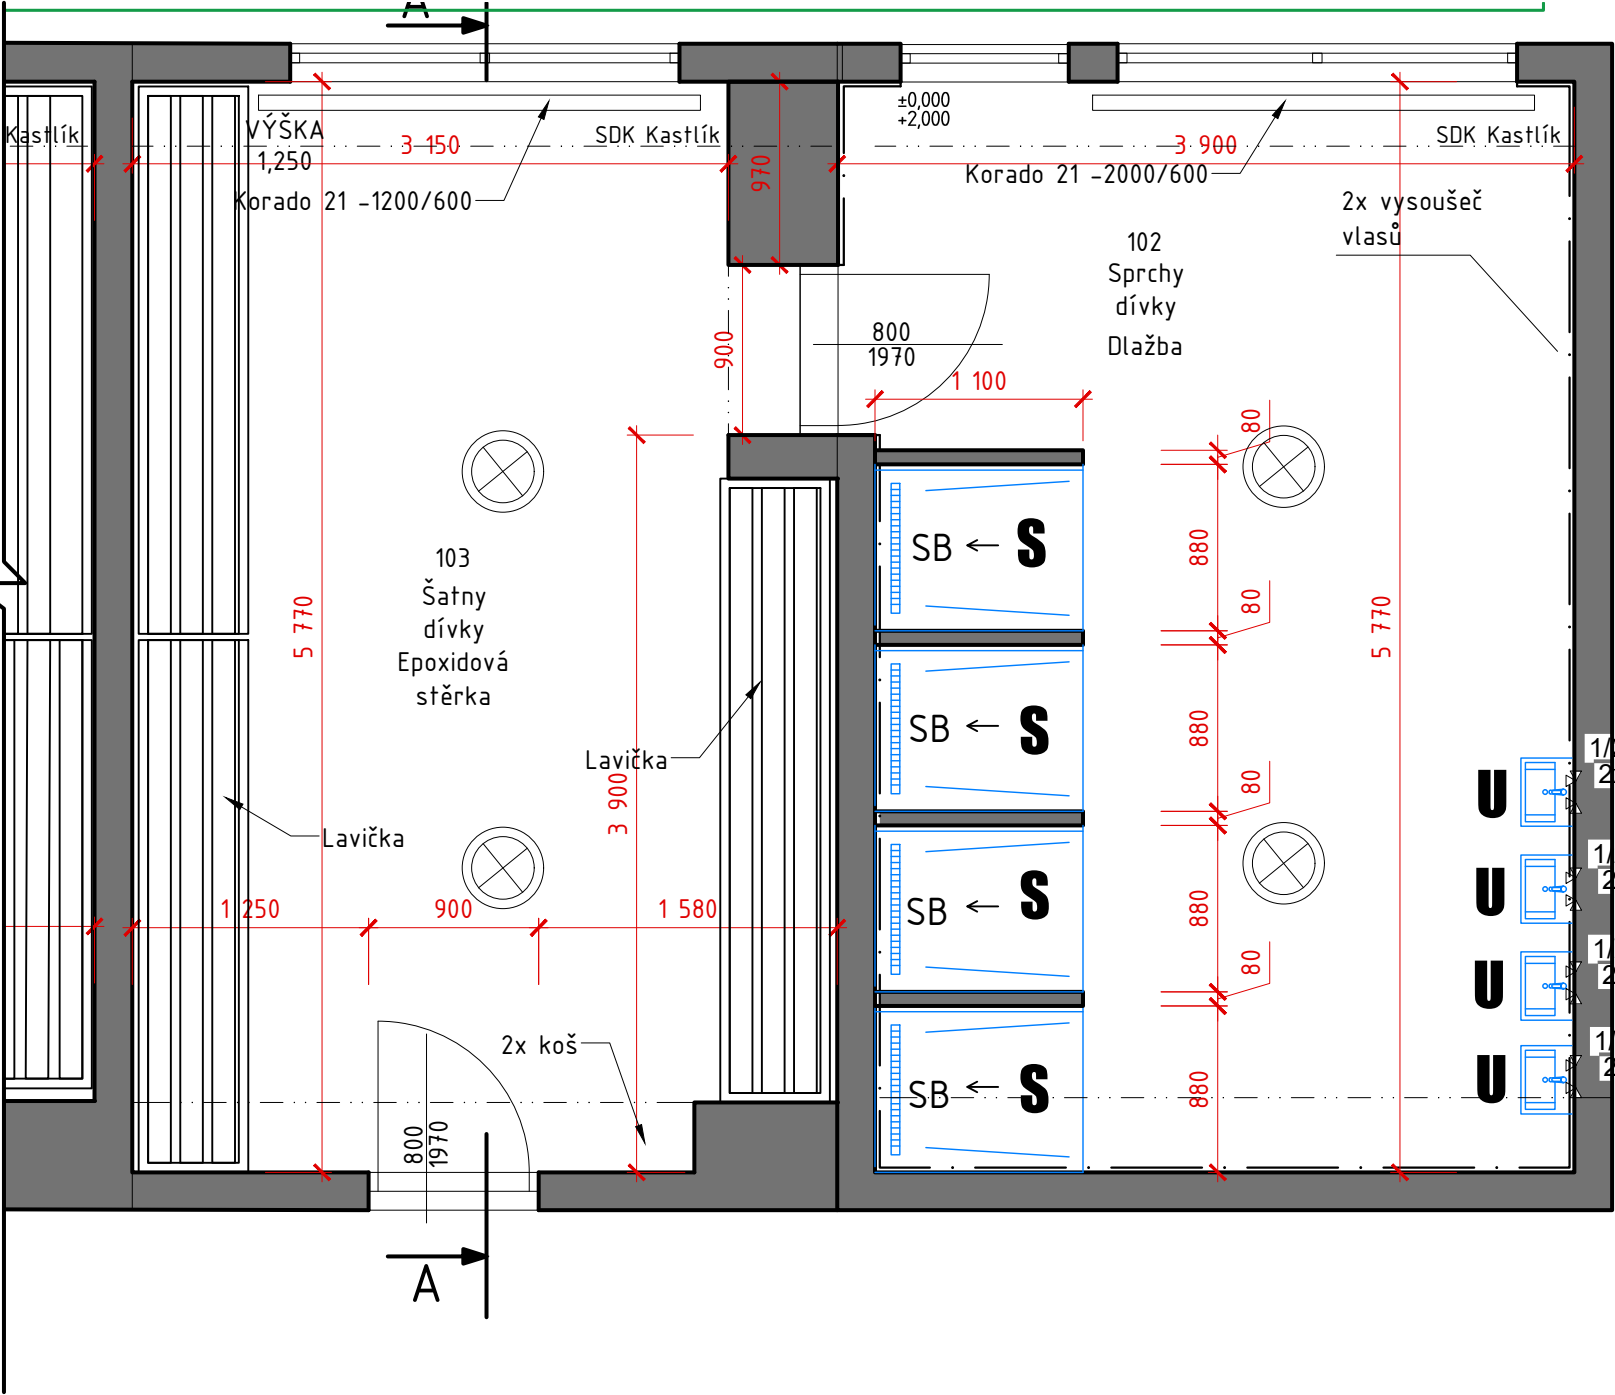 A
±0,000
+2,000
Kastlík
VÝŠKA
1,250
3 150
SDK Kastlík
970
3 900
SDK Kastlík
Korado 21 -1200/600
Korado 21 -2000/600
2x vysoušeč
vlasů
102
Sprchy
dívky
Dlažba
900
800
1970
1 100
80
103
Šatny
dívky
Epoxidová
stěrka
5 770
SB ← S
880
80
5 770
SB ← S
880
80
Lavička
3 900
Lavička
U
U
U
U
SB ← S
880
80
1 250
900
1 580
2x koš
800
1970
SB ← S
880
A